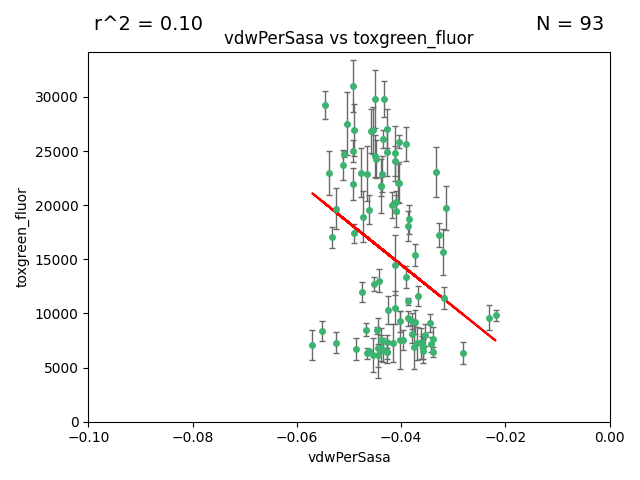 r^2 = 0.10
N = 93
vdwPerSasa vs toxgreen_fluor
toxgreen_fluor
30000
25000
20000
15000
10000
5000
0
−0.10
−0.08
−0.06
−0.04
−0.02
0.00
vdwPerSasa